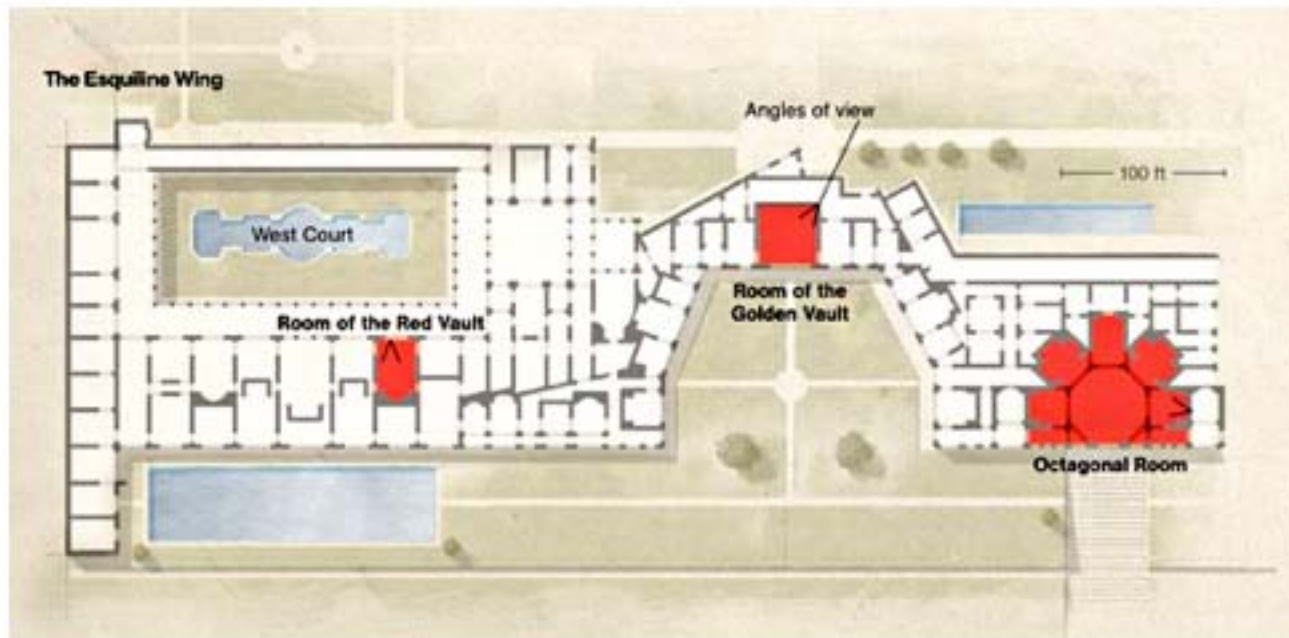 The Esquiline Wing
Angles of view
100 ft
West Court
Room of the
Golden Vault
Room of the Red Vault
Octagonal Room